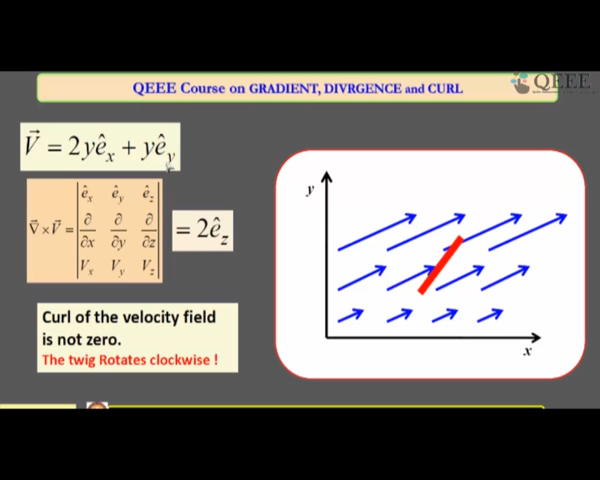 QEEE
QEEE Course on GRADIENT, DIVRGENCE and CURL
V⃗ = 2yê_x + yê_y
∇⃗×V⃗ = | ê_x ê_y ê_z |
| ∂/∂x ∂/∂y ∂/∂z |
| V_x V_y V_z |
= 2ê_z
Curl of the velocity field
is not zero.
The twig Rotates clockwise !
y
x